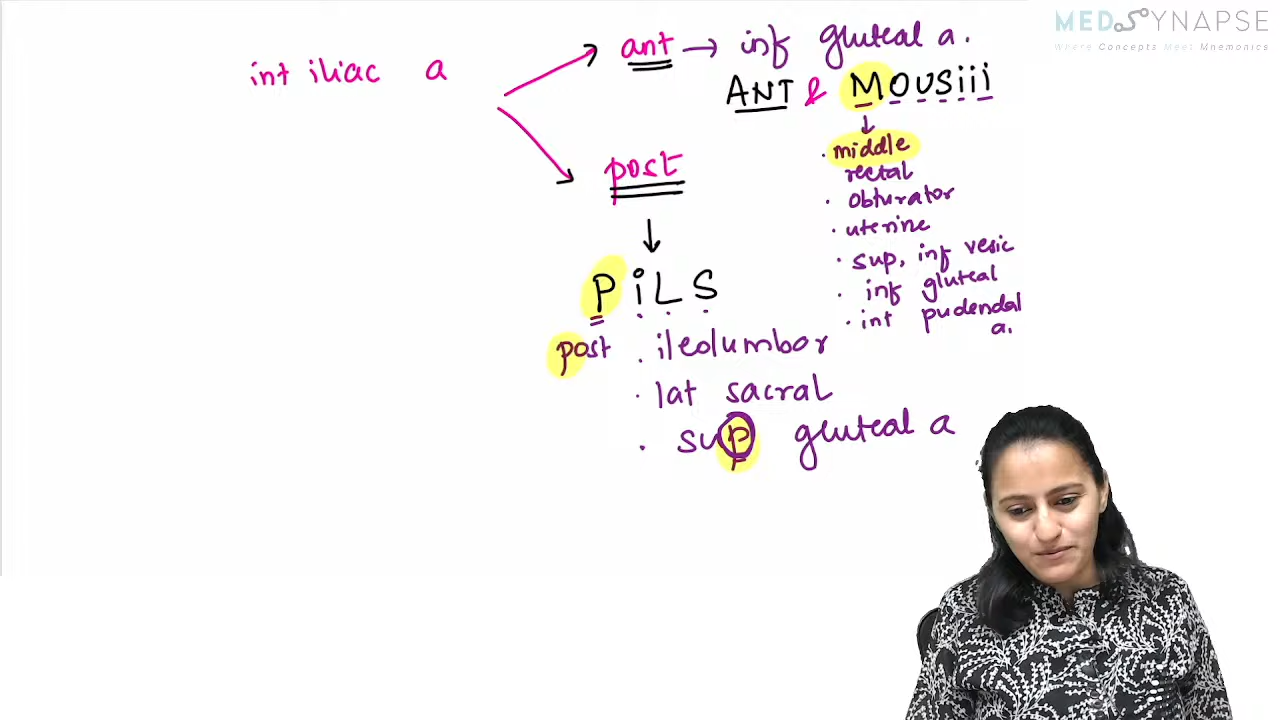 MEDSYNAPSE
Where Concepts Meet Mnemonics
int iliac a
ant → inf gluteal a.
ANT & MOUSiii
↓
· middle
rectal
· obturator
· uterine
· sup, inf vesic
· inf gluteal
· int pudendal
a.
post
↓
PiLS
post . ileolumbar
· lat sacral
· sup gluteal a